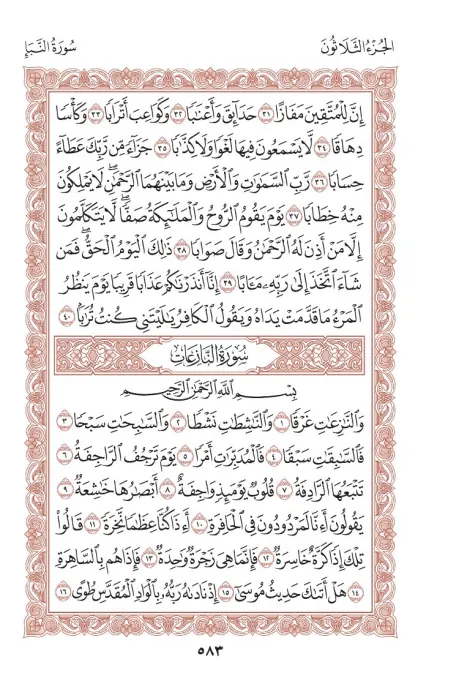 الجُزْءُ الثَّلَاثُونَ سُورَةُ النَّبَإِ
إِنَّ لِلْمُتَّقِينَ مَفَازًا ٣١ حَدَآئِقَ وَأَعْنَٰبًا ٣٢ وَكَوَاعِبَ أَتْرَابًا ٣٣ وَكَأْسًا
دِهَاقًا ٣٤ لَّا يَسْمَعُونَ فِيهَا لَغْوًا وَلَا كِذَّٰبًا ٣٥ جَزَآءً مِّن رَّبِّكَ عَطَآءً
حِسَابًا ٣٦ رَّبِّ ٱلسَّمَٰوَٰتِ وَٱلْأَرْضِ وَمَا بَيْنَهُمَا ٱلرَّحْمَٰنِ ۖ لَا يَمْلِكُونَ
مِنْهُ خِطَابًا ٣٧ يَوْمَ يَقُومُ ٱلرُّوحُ وَٱلْمَلَٰٓئِكَةُ صَفًّا ۖ لَّا يَتَكَلَّمُونَ
إِلَّا مَنْ أَذِنَ لَهُ ٱلرَّحْمَٰنُ وَقَالَ صَوَابًا ٣٨ ذَٰلِكَ ٱلْيَوْمُ ٱلْحَقُّ ۖ فَمَن
شَآءَ ٱتَّخَذَ إِلَىٰ رَبِّهِۦ مَـَٔابًا ٣٩ إِنَّآ أَنذَرْنَٰكُمْ عَذَابًا قَرِيبًا يَوْمَ يَنظُرُ
ٱلْمَرْءُ مَا قَدَّمَتْ يَدَاهُ وَيَقُولُ ٱلْكَافِرُ يَٰلَيْتَنِى كُنتُ تُرَٰبًا ٤٠
سُورَةُ النَّازِعَاتِ
بِسْمِ ٱللَّهِ ٱلرَّحْمَٰنِ ٱلرَّحِيمِ
وَٱلنَّٰزِعَٰتِ غَرْقًا ١ وَٱلنَّٰشِطَٰتِ نَشْطًا ٢ وَٱلسَّٰبِحَٰتِ سَبْحًا ٣
فَٱلسَّٰبِقَٰتِ سَبْقًا ٤ فَٱلْمُدَبِّرَٰتِ أَمْرًا ٥ يَوْمَ تَرْجُفُ ٱلرَّاجِفَةُ ٦
تَتْبَعُهَا ٱلرَّادِفَةُ ٧ قُلُوبٌ يَوْمَئِذٍ وَاجِفَةٌ ٨ أَبْصَٰرُهَا خَٰشِعَةٌ ٩
يَقُولُونَ أَءِنَّا لَمَرْدُودُونَ فِى ٱلْحَافِرَةِ ١٠ أَءِذَا كُنَّا عِظَٰمًا نَّخِرَةً ١١ قَالُوا۟
تِلْكَ إِذًا كَرَّةٌ خَاسِرَةٌ ١٢ فَإِنَّمَا هِىَ زَجْرَةٌ وَٰحِدَةٌ ١٣ فَإِذَا هُم بِٱلسَّاهِرَةِ
١٤ هَلْ أَتَىٰكَ حَدِيثُ مُوسَىٰٓ ١٥ إِذْ نَادَىٰهُ رَبُّهُۥ بِٱلْوَادِ ٱلْمُقَدَّسِ طُوًى ١٦
٥٨٣